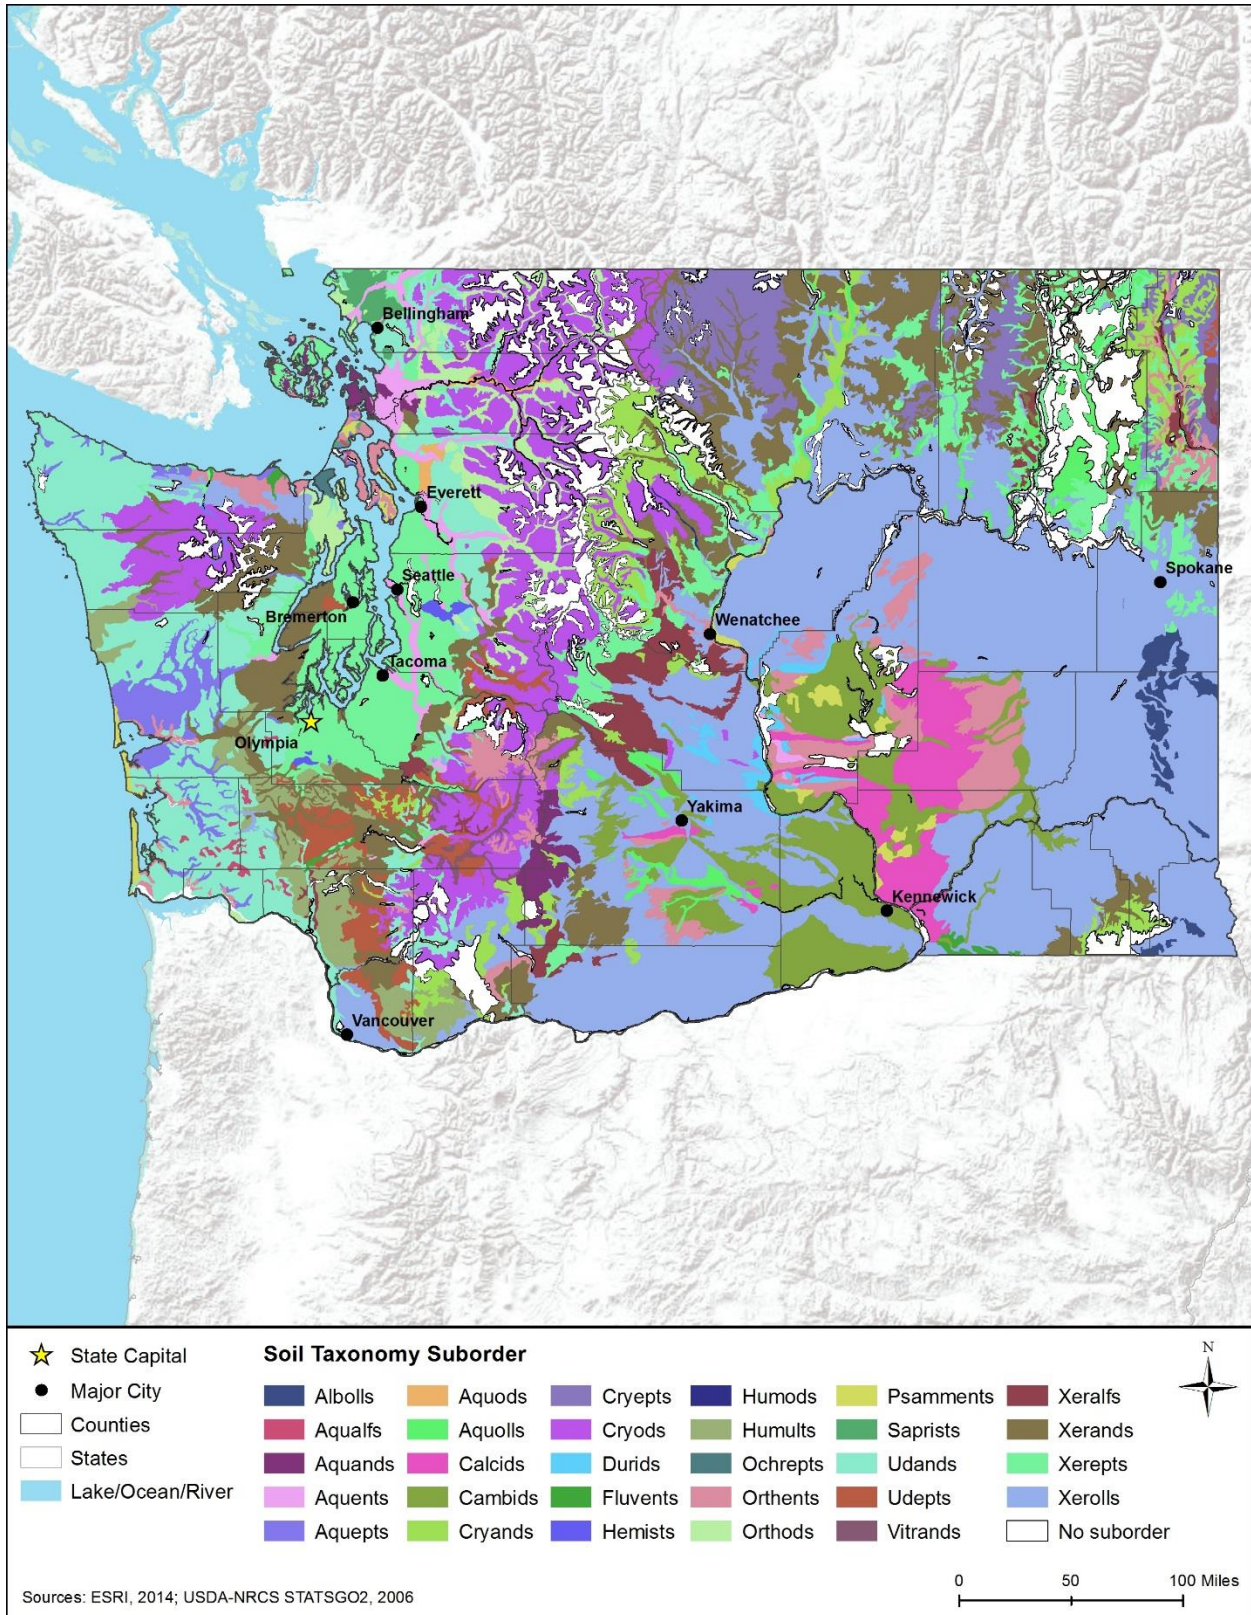 Bellingham
Everett
Seattle
Bremerton
Spokane
Wenatchee
Tacoma
Olympia
Yakima
Kennewick
Vancouver
State Capital
Major City
Counties
States
Lake/Ocean/River
Soil Taxonomy Suborder
Albolls Aquods Cryepts Humods Psamments Xeralfs
Aqualfs Aquolls Cryods Humults Saprists Xerands
Aquands Calcids Durids Ochrepts Udands Xerepts
Aquents Cambids Fluvents Orthents Udepts Xerolls
Aquepts Cryands Hemists Orthods Vitrands No suborder
N
0 50 100 Miles
Sources: ESRI, 2014; USDA-NRCS STATSGO2, 2006